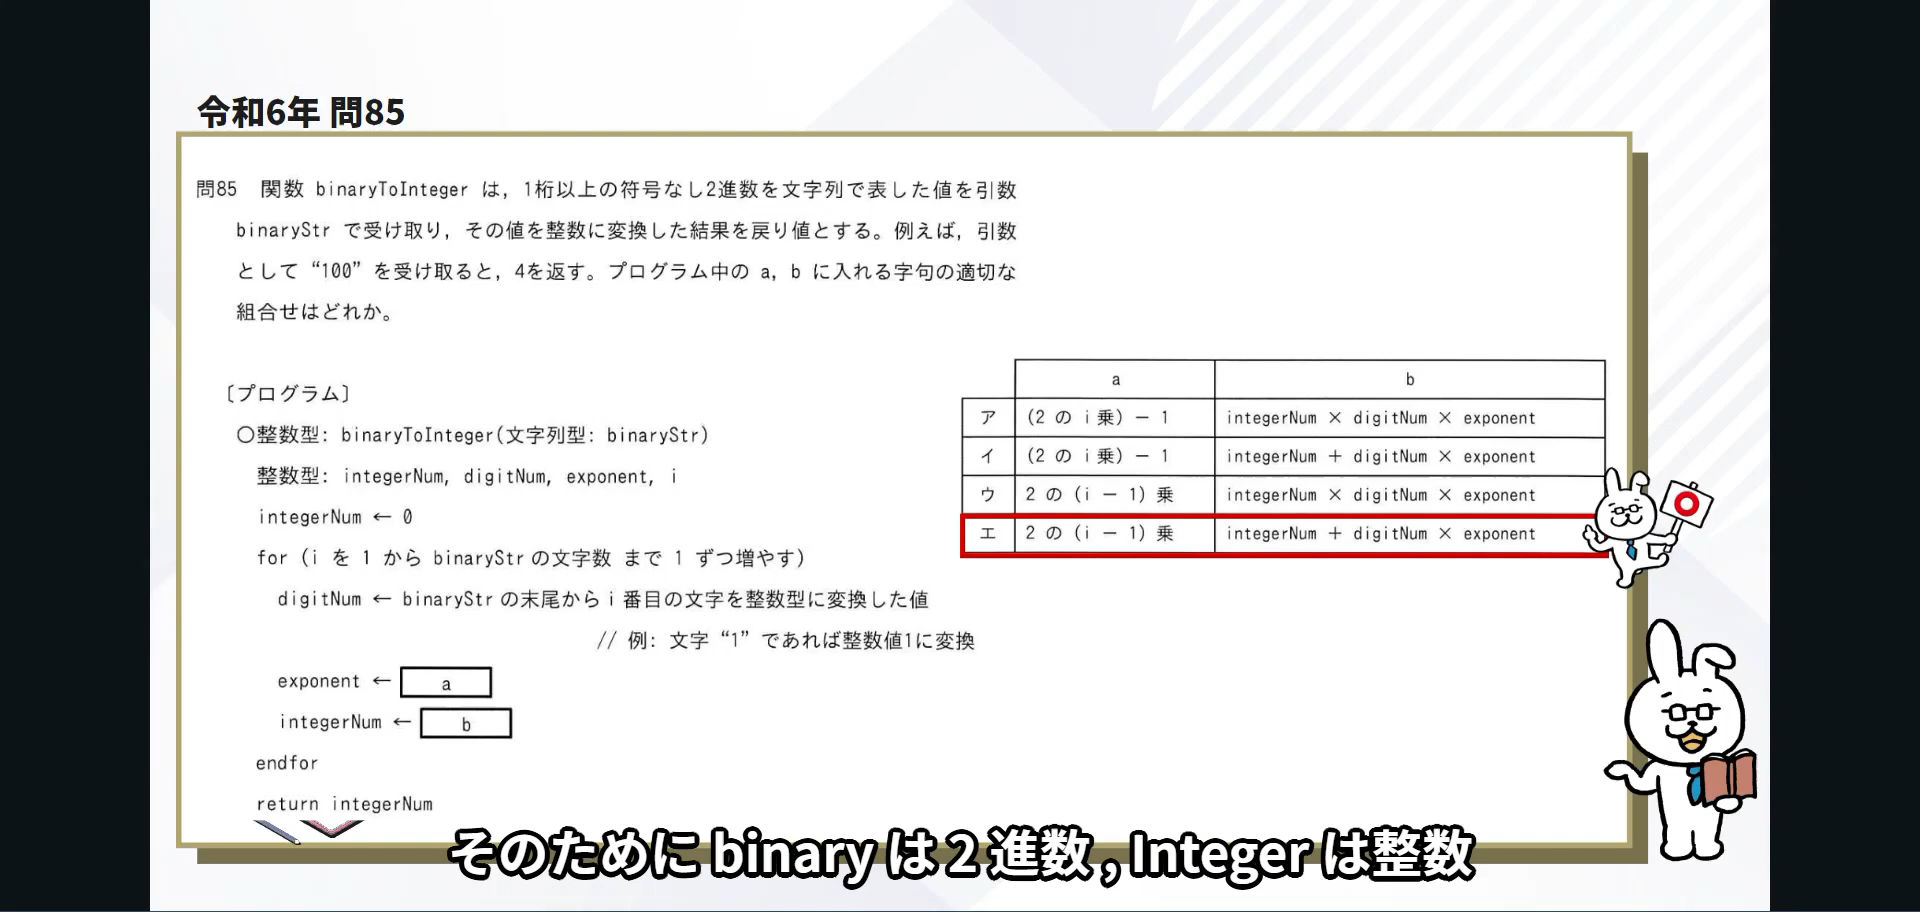 令和6年 問85
問85 関数 binaryToInteger は，1桁以上の符号なし2進数を文字列で表した値を引数
binaryStr で受け取り，その値を整数に変換した結果を戻り値とする。例えば，引数
として “100” を受け取ると，4を返す。プログラム中の a，b に入れる字句の適切な
組合せはどれか。
〔プログラム〕
○整数型: binaryToInteger(文字列型: binaryStr)
整数型: integerNum, digitNum, exponent, i
integerNum ← 0
for (i を 1 から binaryStr の文字数 まで 1 ずつ増やす)
digitNum ← binaryStr の末尾から i 番目の文字を整数型に変換した値
// 例: 文字 “1” であれば整数値1に変換
exponent ← a
integerNum ← b
endfor
return integerNum
a b
ア (2 の i 乗) － 1 integerNum × digitNum × exponent
イ (2 の i 乗) － 1 integerNum ＋ digitNum × exponent
ウ 2 の (i － 1) 乗 integerNum × digitNum × exponent
エ 2 の (i － 1) 乗 integerNum ＋ digitNum × exponent
そのために binary は 2 進数 , Integer は整数